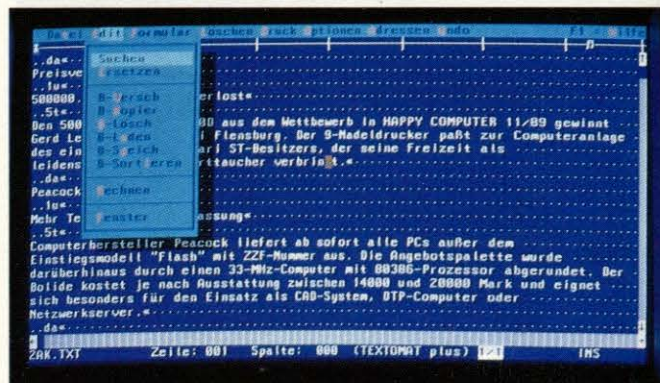 Datei Edit Formular Löschen Druck Optionen Adressen Undo F1 = Hilfe
..da«
Suchen
Preisve
Ersetzen
..lu«
500000. erlost«
B-Versch
..St«
B-Kopier
Den 500 0D aus dem Wettbewerb in HAPPY COMPUTER 11/89 gewinnt
B-Lösch
Gerd Le i Flensburg. Der 9-Nadeldrucker paßt zur Computeranlage
B-Laden
des ein ari ST-Besitzers, der seine Freizeit als
B-Speich
leidens rttaucher verbringt.«
B-Sortieren
..da«
Peacock
Rechnen
..lu«
Mehr Te assung«
Fenster
..St«
Computerhersteller Peacock liefert ab sofort alle PCs außer dem
Einstiegsmodell "Flash" mit ZZF-Nummer aus. Die Angebotspalette wurde
darüberhinaus durch einen 33-MHz-Computer mit 80386-Prozessor abgerundet. Der
Bolide kostet je nach Ausstattung zwischen 14000 und 20000 Mark und eignet
sich besonders für den Einsatz als CAD-System, DTP-Computer oder
Netzwerkserver.«
..da«
ZAK.TXT Zeile: 001 Spalte: 000 (TEXTOMAT plus) 1/1 INS